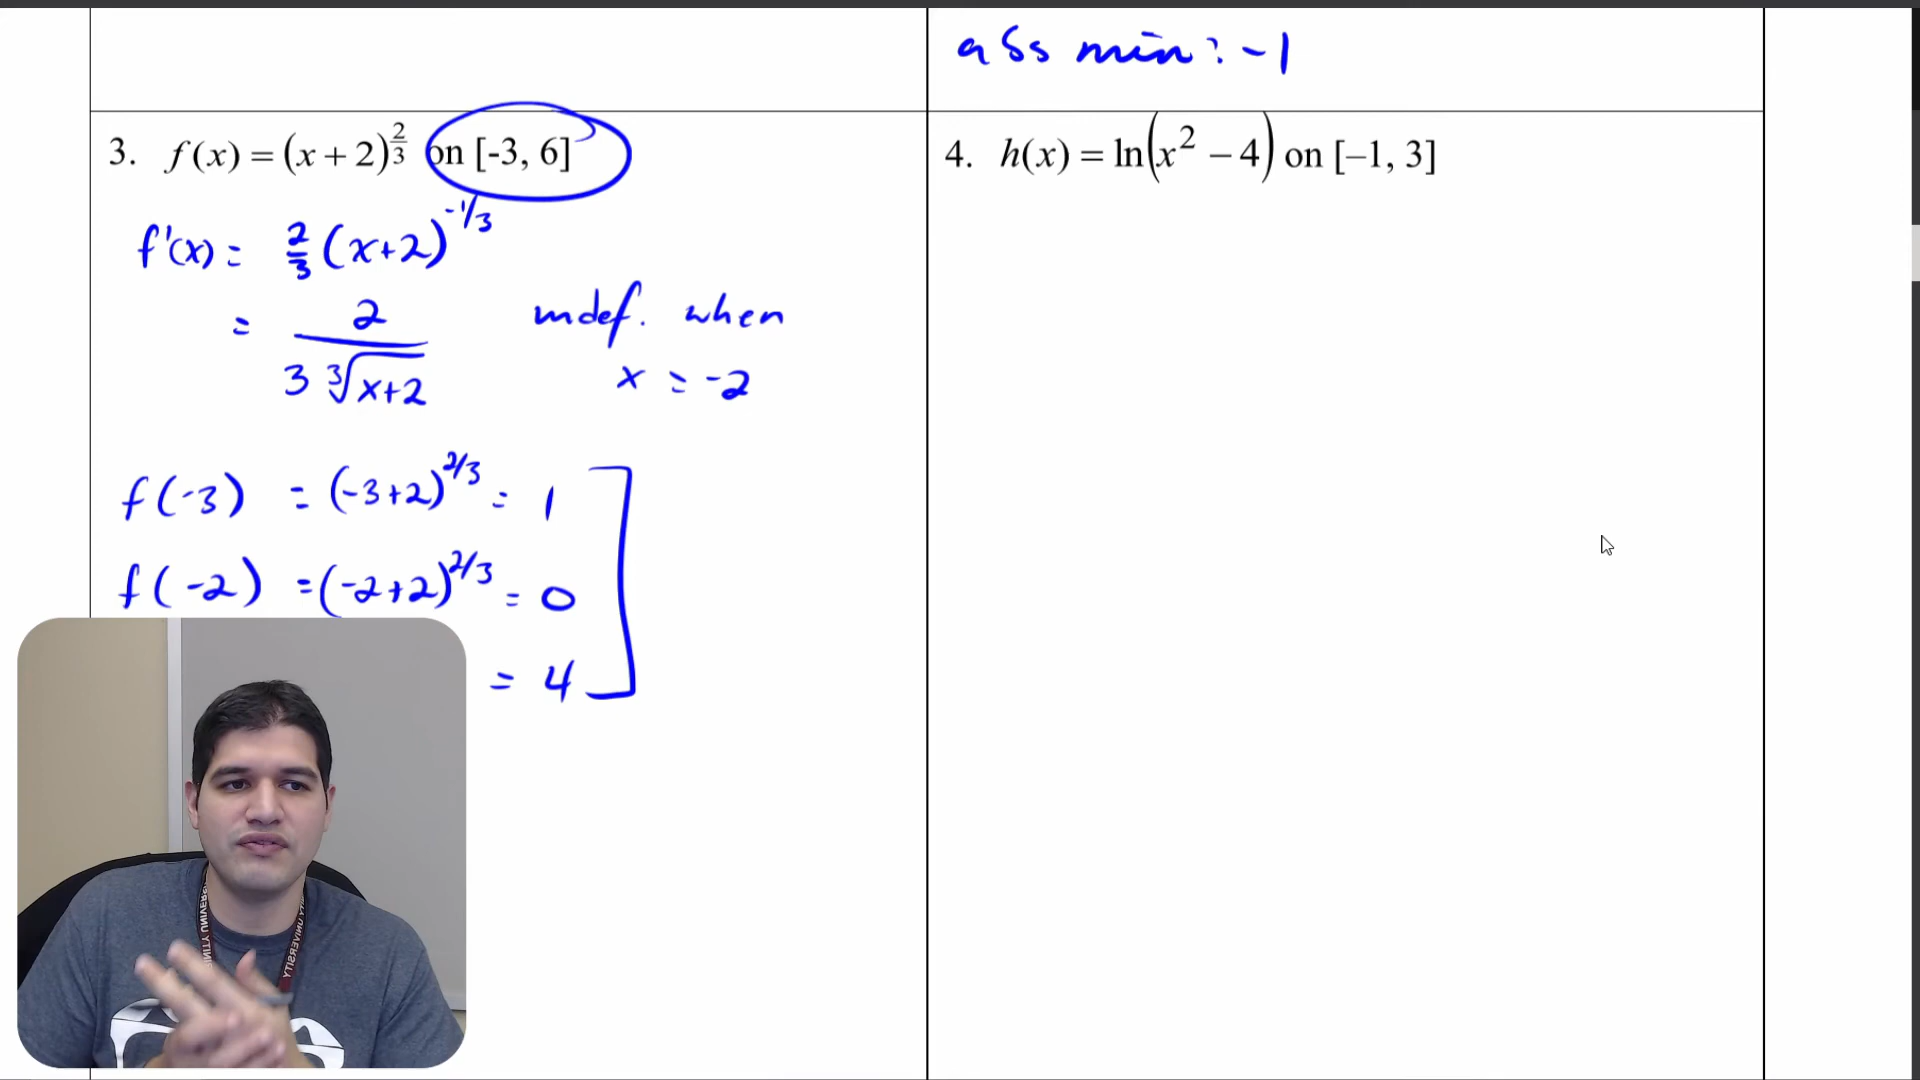 abs min: -1
3. f(x) = (x + 2)^(2/3) on [-3, 6]
f'(x) = 2/3 (x+2)^(-1/3)
= 2 / (3 ∛(x+2))
undef. when
x = -2
f(-3) = (-3+2)^(2/3) = 1
f(-2) = (-2+2)^(2/3) = 0
= 4
4. h(x) = ln(x² – 4) on [–1, 3]
UNIVERSITY